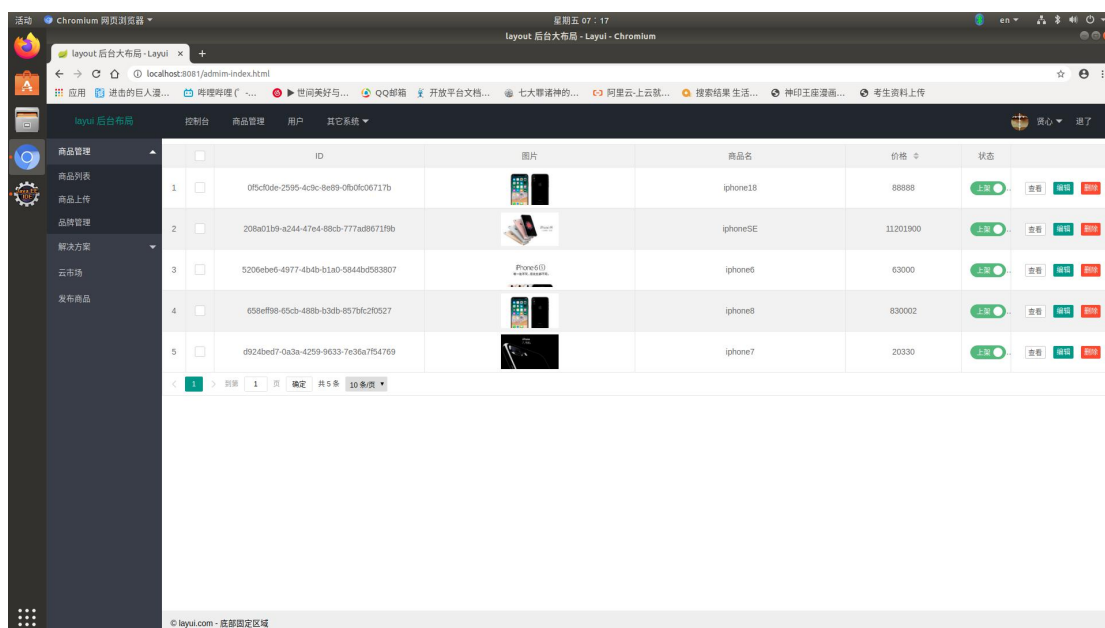 活动 Chromium 网页浏览器 星期五 07：17 en
layout 后台大布局 - Layui - Chromium
layout 后台大布局 - Layui × +
localhost:8081/admim-index.html
应用 进击的巨人漫... 哔哩哔哩 ( ゜-... ▶世间美好与... QQ邮箱 开放平台文档... 七大罪诸神的... 阿里云-上云就... 搜索结果 生活... 神印王座漫画... 考生资料上传
layui 后台布局 控制台 商品管理 用户 其它系统 贤心 退了
商品管理
商品列表
商品上传
品牌管理
解决方案
云市场
发布商品
ID 图片 商品名 价格 状态
1 0f5cf0de-2595-4c9c-8e89-0fb0fc06717b iphone18 88888 上架 查看 编辑 删除
2 208a01b9-a244-47e4-88cb-777ad8671f9b iphoneSE 11201900 上架 查看 编辑 删除
3 5206ebe6-4977-4b4b-b1a0-5844bd583807 iphone6 63000 上架 查看 编辑 删除
4 658eff98-65cb-488b-b3db-857bfc2f0527 iphone8 830002 上架 查看 编辑 删除
5 d924bed7-0a3a-4259-9633-7e36a7f54769 iphone7 20330 上架 查看 编辑 删除
1 到第 1 页 确定 共 5 条 10 条/页
© layui.com - 底部固定区域